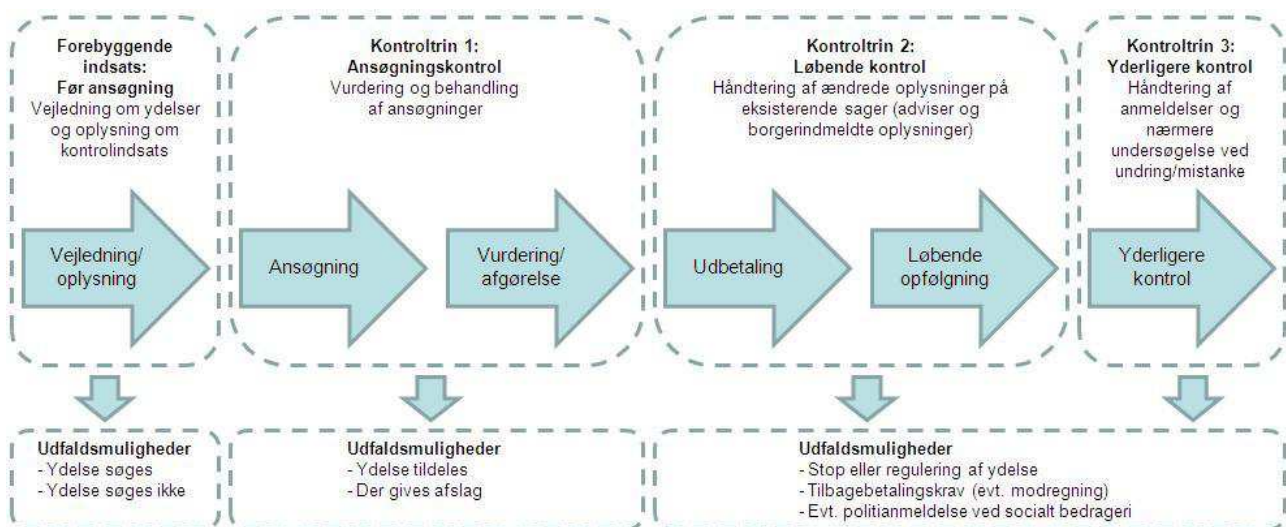 Forebyggende
indsats:
Før ansøgning
Vejledning om ydelser
og oplysning om
kontrolindsats
Kontroltrin 1:
Ansøgningskontrol
Vurdering og behandling
af ansøgninger
Kontroltrin 2:
Løbende kontrol
Håndtering af ændrede oplysninger på
eksisterende sager (adviser og
borgerindmeldte oplysninger)
Kontroltrin 3:
Yderligere kontrol
Håndtering af
anmeldelser og
nærmere
undersøgelse ved
undring/mistanke
Vejledning/
oplysning
Ansøgning
Vurdering/
afgørelse
Udbetaling
Løbende
opfølgning
Yderligere
kontrol
Udfaldsmuligheder
- Ydelse søges
- Ydelse søges ikke
Udfaldsmuligheder
- Ydelse tildeles
- Der gives afslag
Udfaldsmuligheder
- Stop eller regulering af ydelse
- Tilbagebetalingskrav (evt. modregning)
- Evt. politianmeldelse ved socialt bedrageri